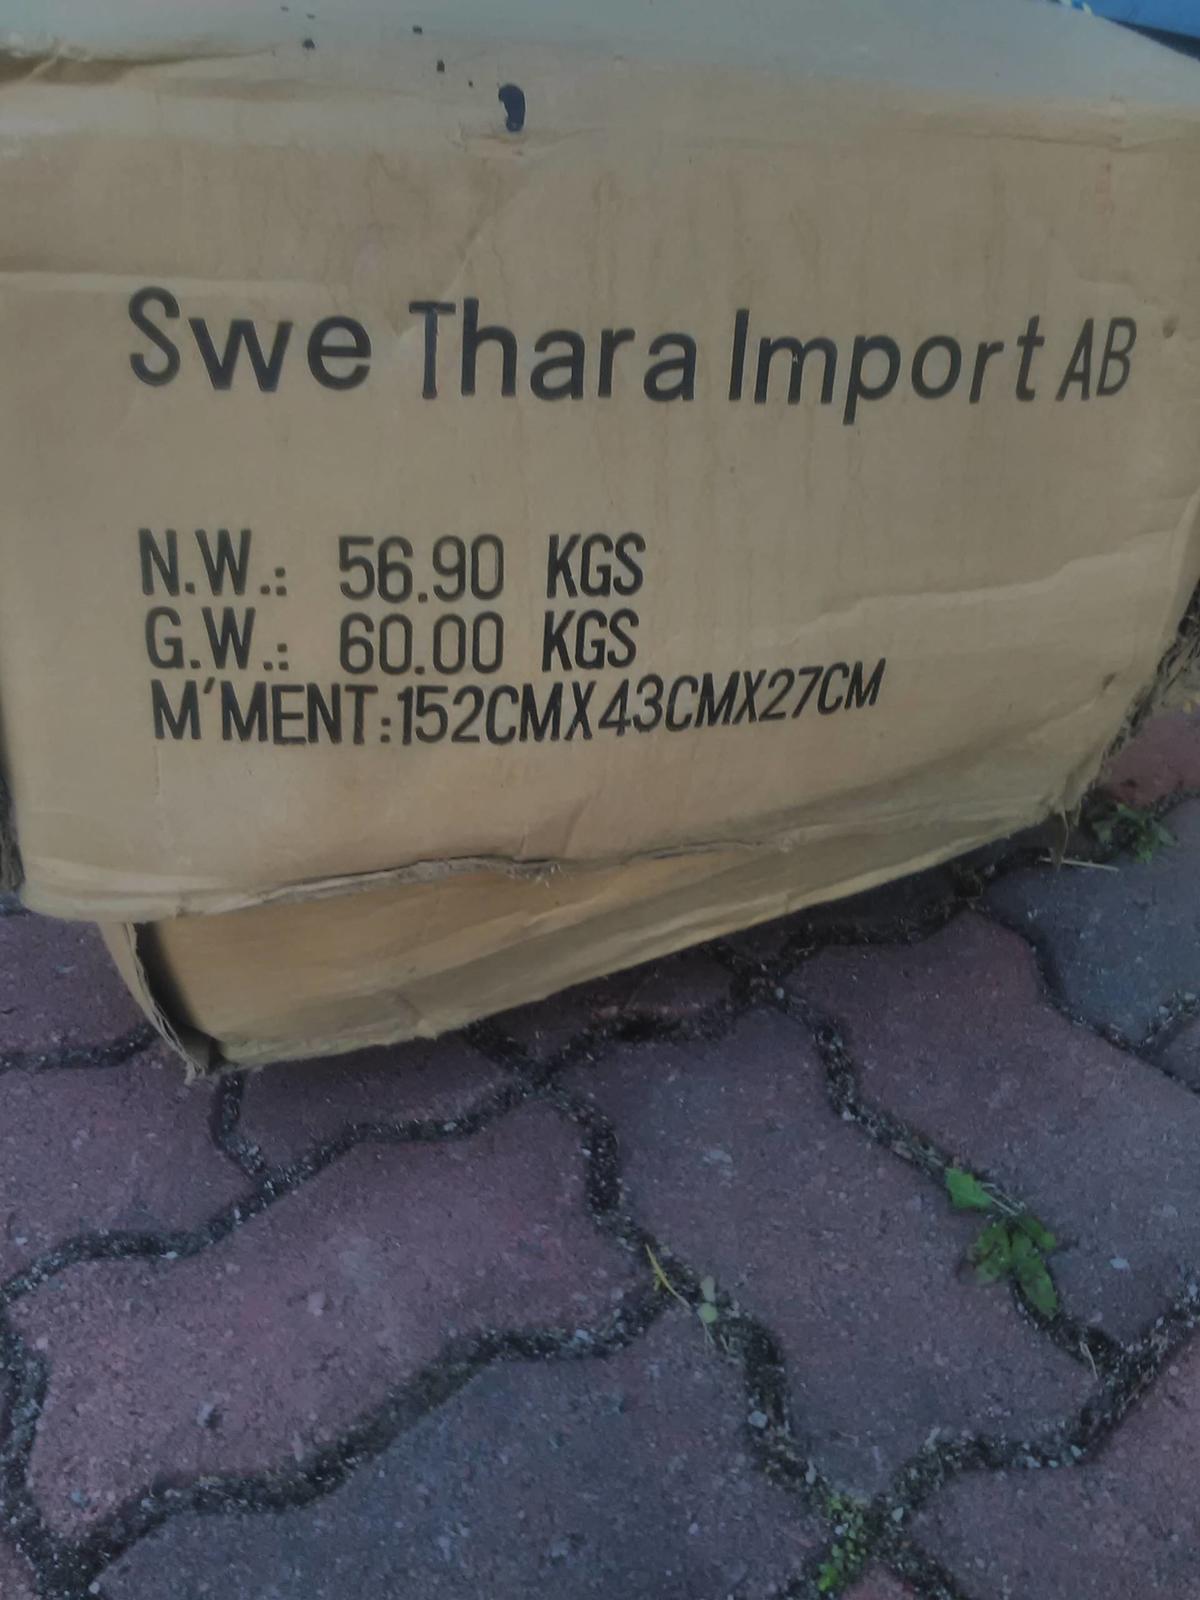 Swe Thara Import AB
N.W.: 56.90 KGS
G.W.: 60.00 KGS
M'MENT:152CMX43CMX27CM